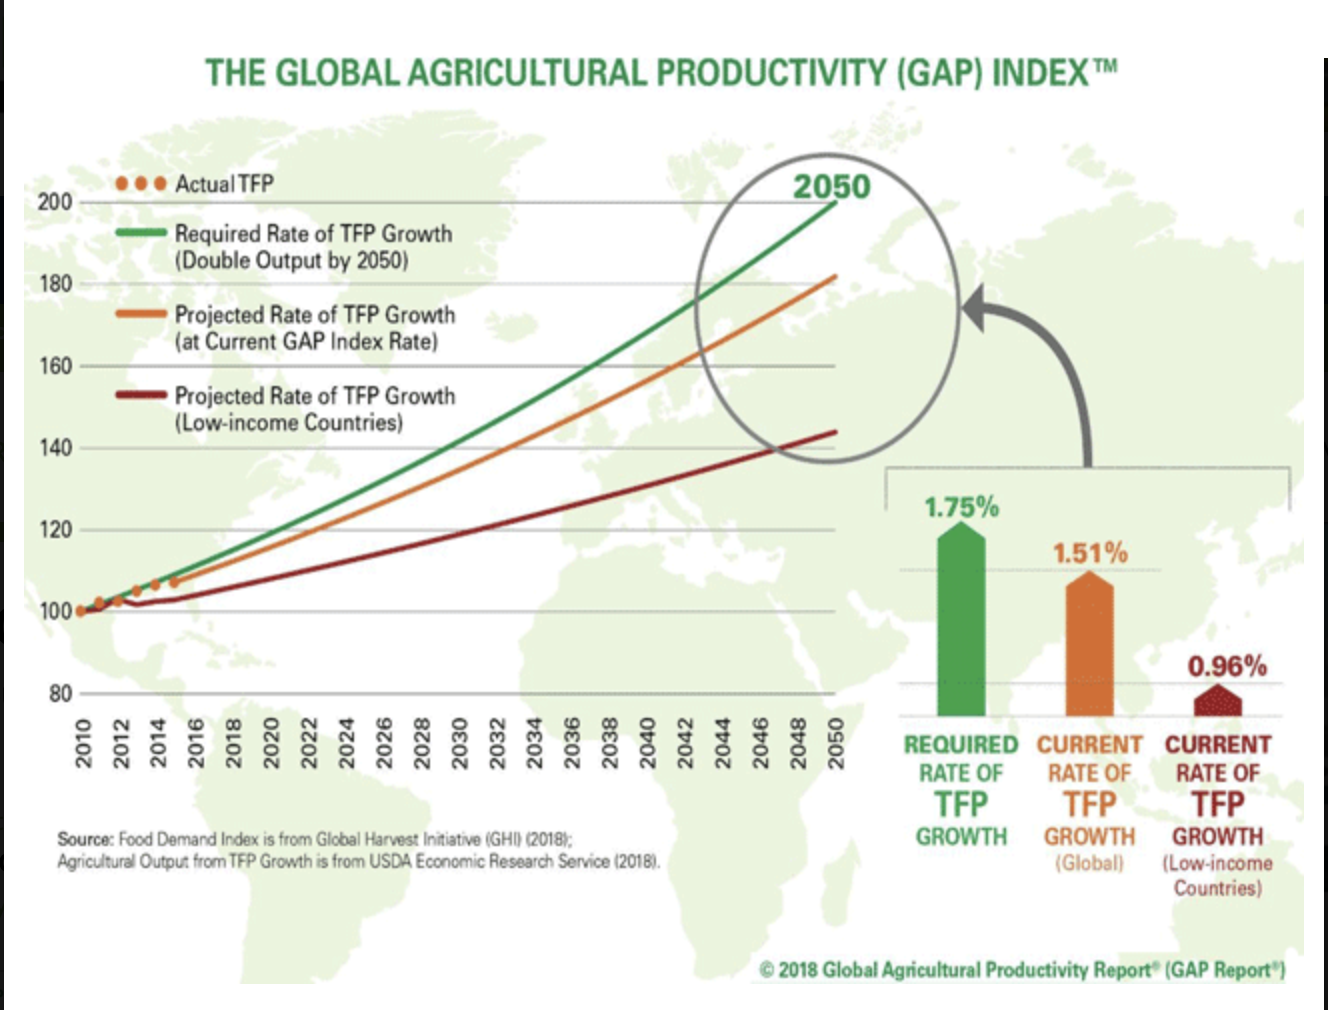 THE GLOBAL AGRICULTURAL PRODUCTIVITY (GAP) INDEX™
Actual TFP
Required Rate of TFP Growth
(Double Output by 2050)
Projected Rate of TFP Growth
(at Current GAP Index Rate)
Projected Rate of TFP Growth
(Low-income Countries)
200
180
160
140
120
100
80
2010
2012
2014
2016
2018
2020
2022
2024
2026
2028
2030
2032
2034
2036
2038
2040
2042
2044
2046
2048
2050
2050
1.75%
1.51%
0.96%
REQUIRED
RATE OF
TFP
GROWTH
CURRENT
RATE OF
TFP
GROWTH
(Global)
CURRENT
RATE OF
TFP
GROWTH
(Low-income
Countries)
Source: Food Demand Index is from Global Harvest Initiative (GHI) (2018);
Agricultural Output from TFP Growth is from USDA Economic Research Service (2018).
© 2018 Global Agricultural Productivity Report® (GAP Report®)